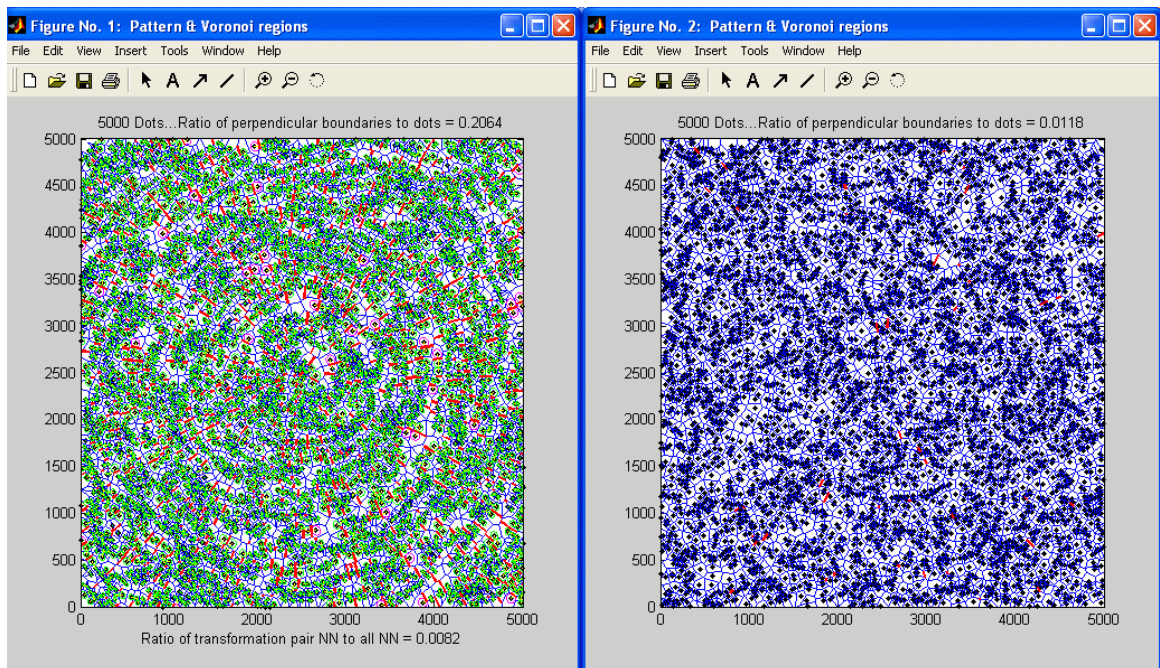 Figure No. 1: Pattern & Voronoi regions
File Edit View Insert Tools Window Help
A
5000 Dots...Ratio of perpendicular boundaries to dots = 0.2064
5000
4500
4000
3500
3000
2500
2000
1500
1000
500
0
0 1000 2000 3000 4000 5000
Ratio of transformation pair NN to all NN = 0.0082
Figure No. 2: Pattern & Voronoi regions
File Edit View Insert Tools Window Help
A
5000 Dots...Ratio of perpendicular boundaries to dots = 0.0118
5000
4500
4000
3500
3000
2500
2000
1500
1000
500
0
0 1000 2000 3000 4000 5000